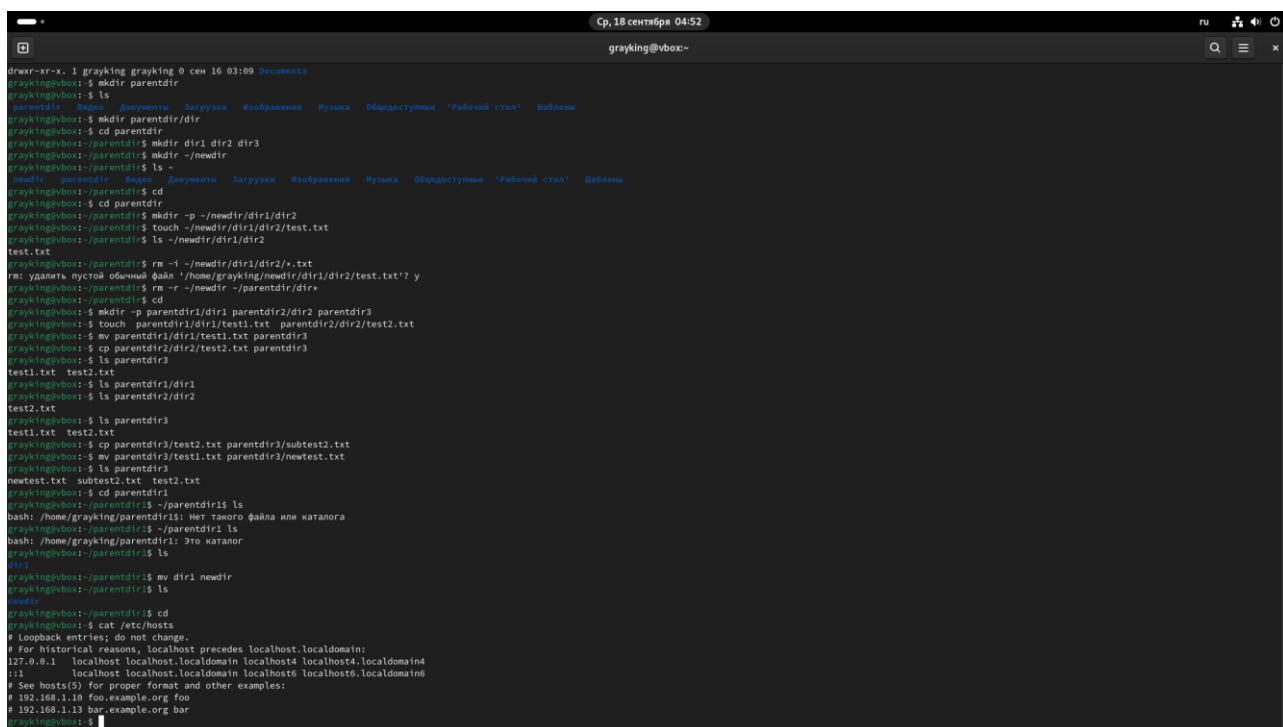 Ср, 18 сентября 04:52
ru
grayking@vbox:~
drwxr-xr-x. 1 grayking grayking 0 сен 16 03:09 Documents
grayking@vbox:~$ mkdir parentdir
grayking@vbox:~$ ls
parentdir Видео Документы Загрузки Изображения Музыка Общедоступные 'Рабочий стол' Шаблоны
grayking@vbox:~$ mkdir parentdir/dir
grayking@vbox:~$ cd parentdir
grayking@vbox:~/parentdir$ mkdir dir1 dir2 dir3
grayking@vbox:~/parentdir$ mkdir ~/newdir
grayking@vbox:~/parentdir$ ls ~
newdir parentdir Видео Документы Загрузки Изображения Музыка Общедоступные 'Рабочий стол' Шаблоны
grayking@vbox:~/parentdir$ cd
grayking@vbox:~$ cd parentdir
grayking@vbox:~/parentdir$ mkdir -p ~/newdir/dir1/dir2
grayking@vbox:~/parentdir$ touch ~/newdir/dir1/dir2/test.txt
grayking@vbox:~/parentdir$ ls ~/newdir/dir1/dir2
test.txt
grayking@vbox:~/parentdir$ rm -i ~/newdir/dir1/dir2/*.txt
rm: удалить пустой обычный файл '/home/grayking/newdir/dir1/dir2/test.txt'? y
grayking@vbox:~/parentdir$ rm -r ~/newdir ~/parentdir/dir*
grayking@vbox:~/parentdir$ cd
grayking@vbox:~$ mkdir -p parentdir1/dir1 parentdir2/dir2 parentdir3
grayking@vbox:~$ touch  parentdir1/dir1/test1.txt  parentdir2/dir2/test2.txt
grayking@vbox:~$ mv parentdir1/dir1/test1.txt parentdir3
grayking@vbox:~$ cp parentdir2/dir2/test2.txt parentdir3
grayking@vbox:~$ ls parentdir3
test1.txt  test2.txt
grayking@vbox:~$ ls parentdir1/dir1
grayking@vbox:~$ ls parentdir2/dir2
test2.txt
grayking@vbox:~$ ls parentdir3
test1.txt  test2.txt
grayking@vbox:~$ cp parentdir3/test2.txt parentdir3/subtest2.txt
grayking@vbox:~$ mv parentdir3/test1.txt parentdir3/newtest.txt
grayking@vbox:~$ ls parentdir3
newtest.txt  subtest2.txt  test2.txt
grayking@vbox:~$ cd parentdir1
grayking@vbox:~/parentdir1$ ~/parentdir1$ ls
bash: /home/grayking/parentdir1$: Нет такого файла или каталога
grayking@vbox:~/parentdir1$ ~/parentdir1 ls
bash: /home/grayking/parentdir1: Это каталог
grayking@vbox:~/parentdir1$ ls
dir1
grayking@vbox:~/parentdir1$ mv dir1 newdir
grayking@vbox:~/parentdir1$ ls
newdir
grayking@vbox:~/parentdir1$ cd
grayking@vbox:~$ cat /etc/hosts
# Loopback entries; do not change.
# For historical reasons, localhost precedes localhost.localdomain:
127.0.0.1   localhost localhost.localdomain localhost4 localhost4.localdomain4
::1         localhost localhost.localdomain localhost6 localhost6.localdomain6
# See hosts(5) for proper format and other examples:
# 192.168.1.10 foo.example.org foo
# 192.168.1.13 bar.example.org bar
grayking@vbox:~$